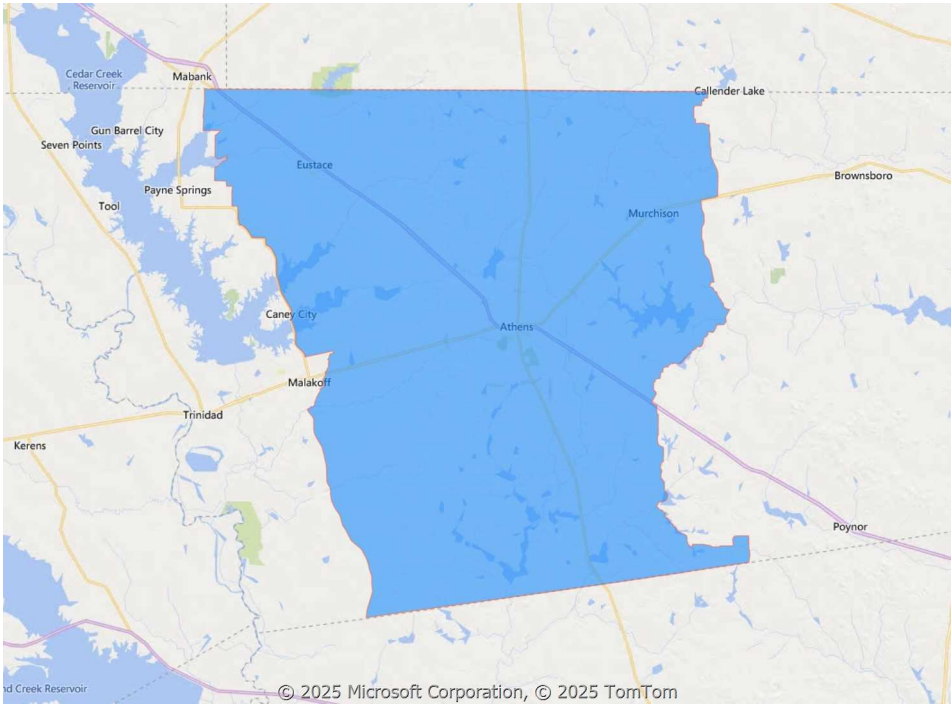 Cedar Creek
Reservoir
Mabank
Callender Lake
Gun Barrel City
Seven Points
Eustace
Brownsboro
Payne Springs
Tool
Murchison
Caney City
Athens
Malakoff
Trinidad
Kerens
Poynor
nd Creek Reservoir
© 2025 Microsoft Corporation, © 2025 TomTom